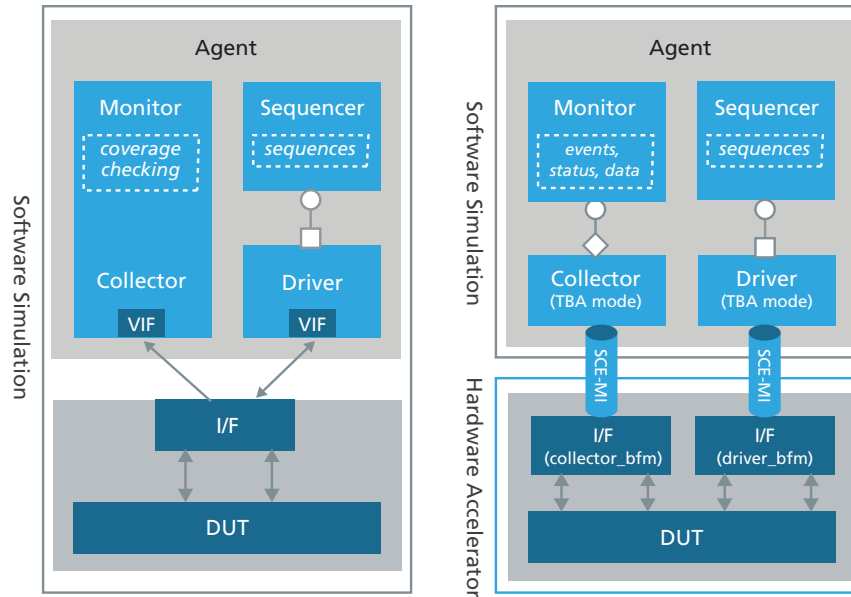 Software Simulation
Agent
Monitor
coverage
checking
Collector
VIF
Sequencer
sequences
Driver
VIF
I/F
DUT
Software Simulation
Agent
Monitor
events,
status, data
Sequencer
sequences
Collector
(TBA mode)
Driver
(TBA mode)
SCE-MI
SCE-MI
Hardware Accelerator
I/F
(collector_bfm)
I/F
(driver_bfm)
DUT